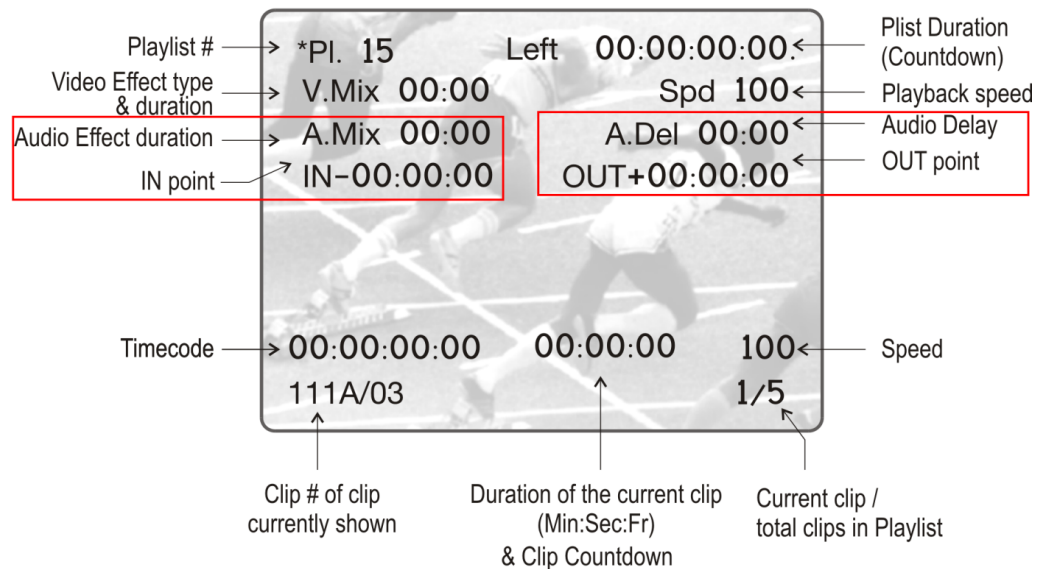 Playlist #
*Pl. 15
Left 00:00:00:00.
Plist Duration
(Countdown)
Video Effect type
& duration
V.Mix 00:00
Spd 100
Playback speed
Audio Effect duration
A.Mix 00:00
A.Del 00:00
Audio Delay
IN point
IN-00:00:00
OUT+00:00:00
OUT point
Timecode
00:00:00:00
00:00:00
100
Speed
111A/03
1/5
Clip # of clip
currently shown
Duration of the current clip
(Min:Sec:Fr)
& Clip Countdown
Current clip /
total clips in Playlist